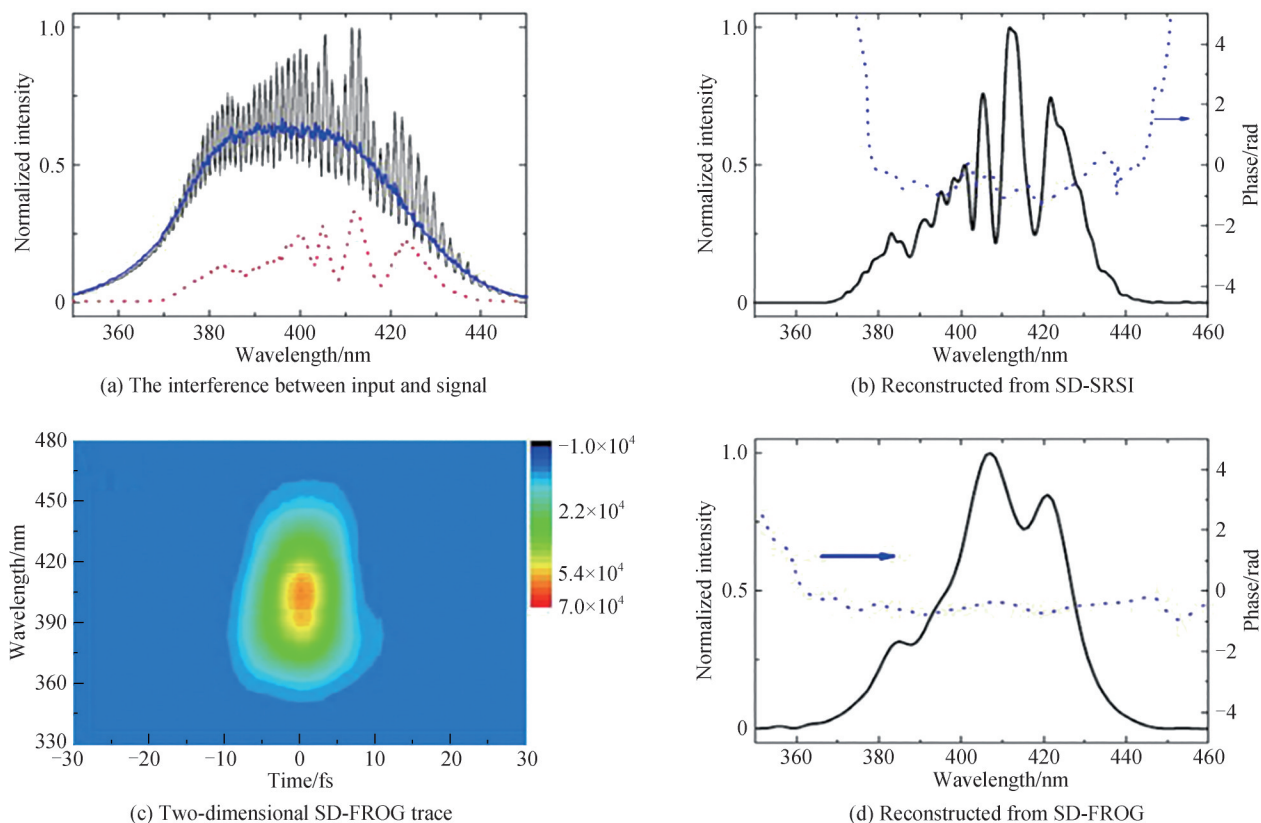 1.0
0.5
0
Normalized intensity
360 380 400 420 440
Wavelength/nm
(a) The interference between input and signal
1.0
0.5
0
Normalized intensity
4
2
0
−2
−4
Phase/rad
360 380 400 420 440 460
Wavelength/nm
(b) Reconstructed from SD-SRSI
480
450
420
390
360
330
Wavelength/nm
−1.0×10⁴
2.2×10⁴
5.4×10⁴
7.0×10⁴
−30 −20 −10 0 10 20 30
Time/fs
(c) Two-dimensional SD-FROG trace
1.0
0.5
0
Normalized intensity
4
2
0
−2
−4
Phase/rad
360 380 400 420 440 460
Wavelength/nm
(d) Reconstructed from SD-FROG